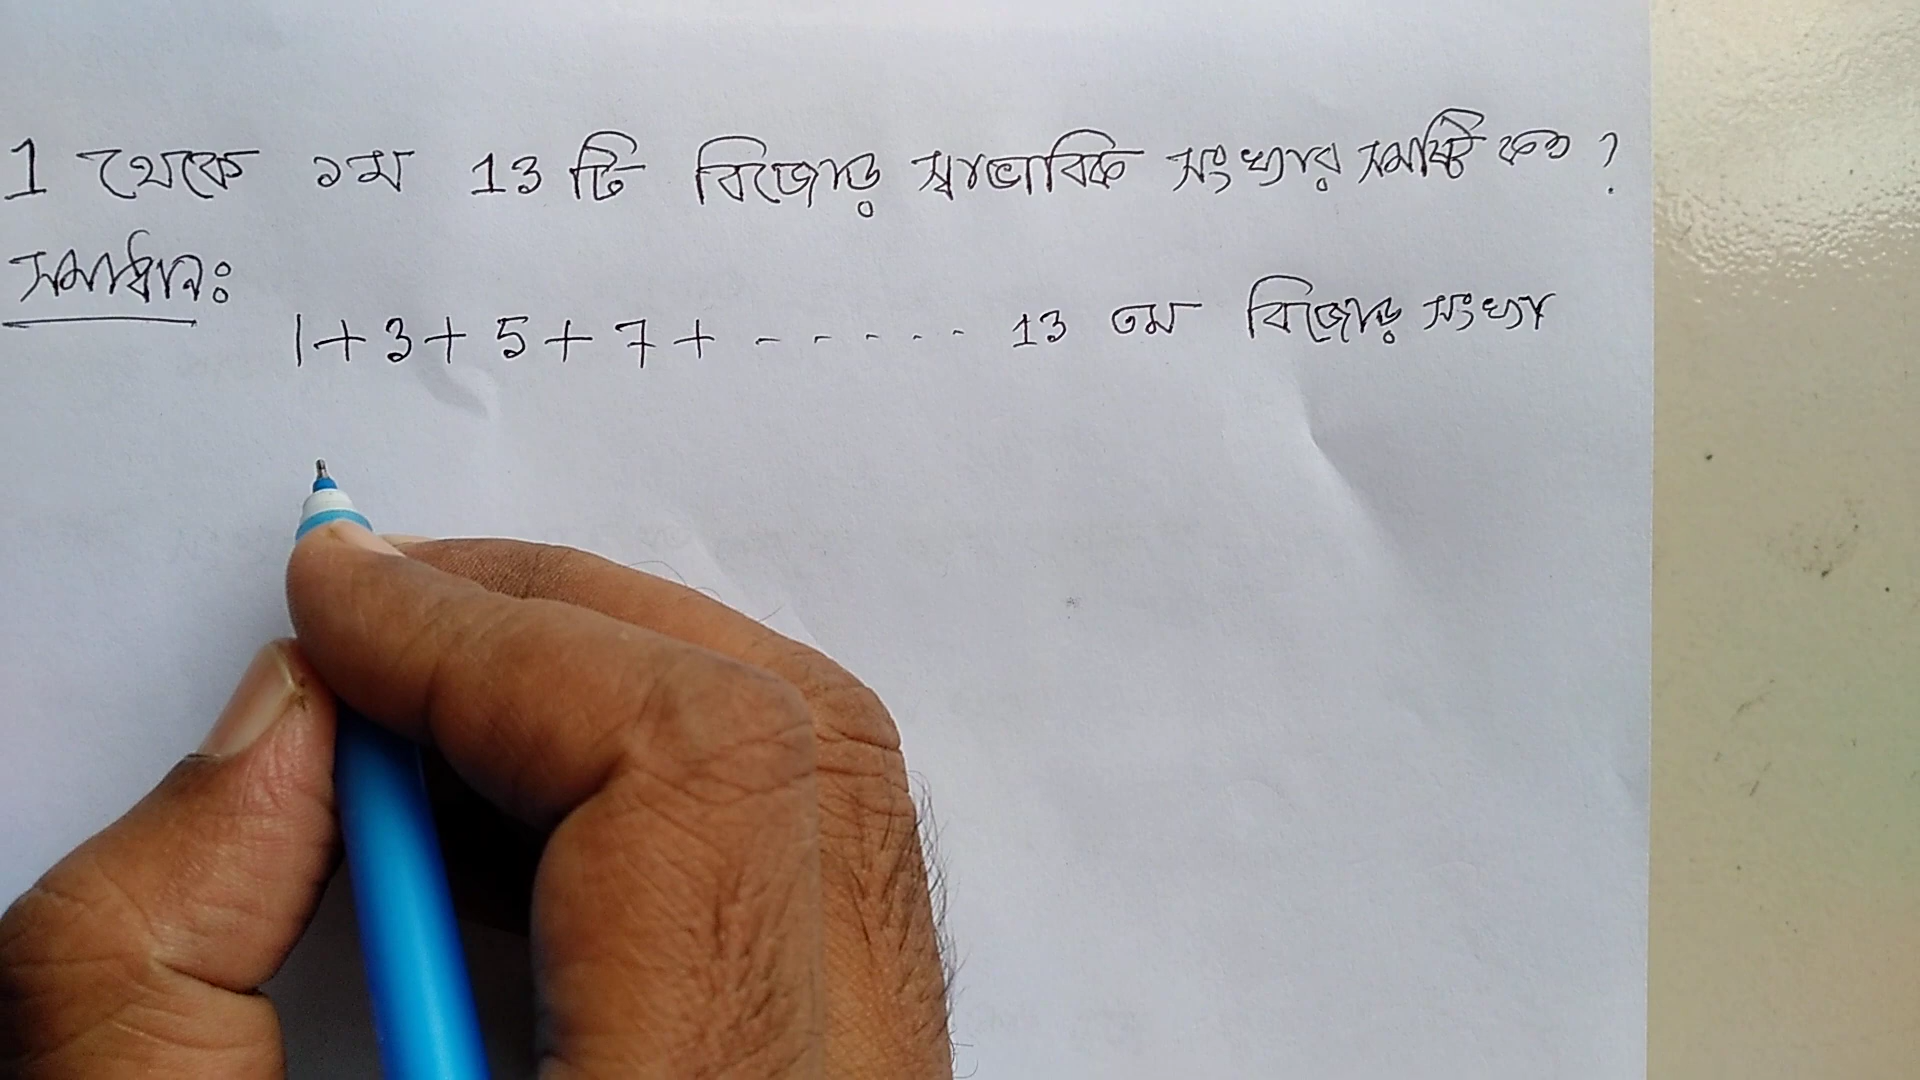 1 থেকে ১ম 13 টি বিজোড় স্বাভাবিক সংখ্যার সমষ্টি কত ?
সমাধান:
1 + 3 + 5 + 7 + - - - - - 13 তম বিজোড় সংখ্যা